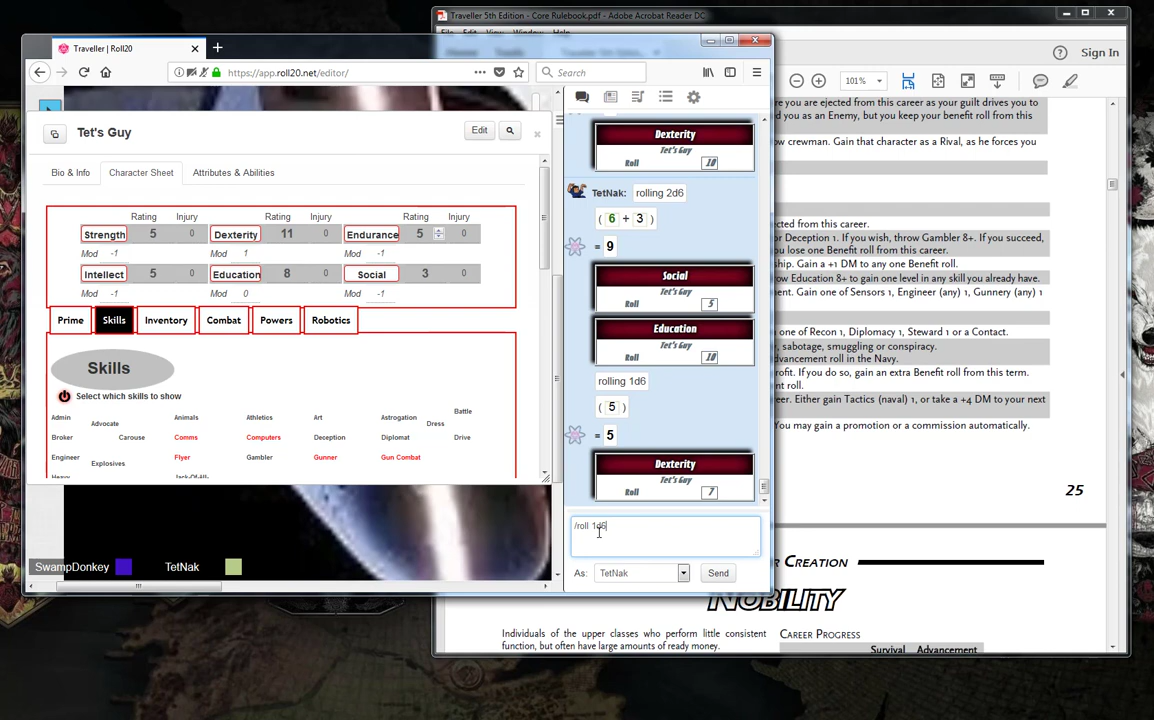 Traveller 5th Edition - Core Rulebook.pdf - Adobe Acrobat Reader DC
Traveller | Roll20
https://app.roll20.net/editor/
Search
Sign In
101%
Tet's Guy
Edit
Bio & Info
Character Sheet
Attributes & Abilities
Rating Injury Rating Injury Rating Injury
Strength 5 0 Dexterity 11 0 Endurance 5 0
Mod -1 Mod 1 Mod -1
Intellect 5 0 Education 8 0 Social 3 0
Mod -1 Mod 0 Mod -1
Prime Skills Inventory Combat Powers Robotics
Skills
Select which skills to show
Admin Advocate Animals Athletics Art Astrogation Battle Dress
Broker Carouse Comms Computers Deception Diplomat Drive
Engineer Explosives Flyer Gambler Gunner Gun Combat
Heavy Jack-Of-All-
SwampDonkey
TetNak
Dexterity
Tet's Guy
Roll 10
TetNak: rolling 2d6
( 6 + 3 )
= 9
Social
Tet's Guy
Roll 5
Education
Tet's Guy
Roll 10
rolling 1d6
( 5 )
= 5
Dexterity
Tet's Guy
Roll 7
/roll 1d6
As: TetNak Send
re you are ejected from this career as your guilt drives you to
d you as an Enemy, but you keep your benefit roll from this
ow crewman. Gain that character as a Rival, as he forces you
ected from this career.
or Deception 1. If you wish, throw Gambler 8+. If you succeed,
ou lose one Benefit roll from this career.
ship. Gain a +1 DM to any one Benefit roll.
row Education 8+ to gain one level in any skill you already have.
ment. Gain one of Sensors 1, Engineer (any) 1, Gunnery (any) 1
one of Recon 1, Diplomacy 1, Steward 1 or a Contact.
e, sabotage, smuggling or conspiracy.
dvancement roll in the Navy.
rofit. If you do so, gain an extra Benefit roll from this term.
ent roll.
eer. Either gain Tactics (naval) 1, or take a +4 DM to your next
You may gain a promotion or a commission automatically.
25
R CREATION
NOBILITY
Individuals of the upper classes who perform little consistent
function, but often have large amounts of ready money.
CAREER PROGRESS
Survival Advancement